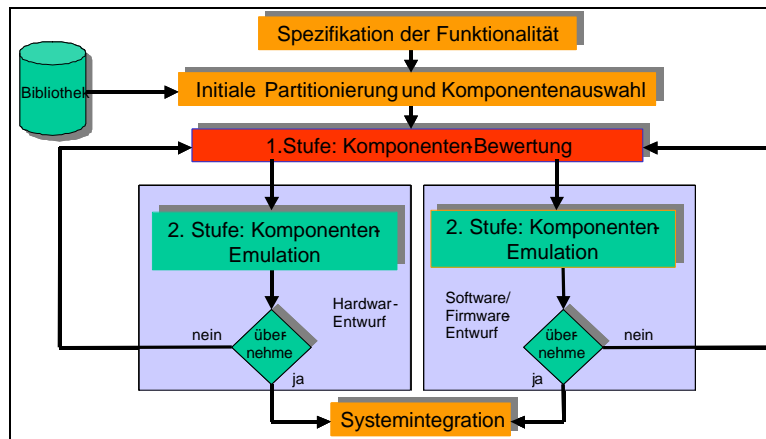 Spezifikation der Funktionalität
Bibliothek
Initiale Partitionierung und Komponentenauswahl
1.Stufe: Komponenten-Bewertung
2. Stufe: Komponenten-
Emulation
2. Stufe: Komponenten-
Emulation
Hardwar-
Entwurf
Software/
Firmware-
Entwurf
nein
über-
nehme
ja
über-
nehme
nein
ja
Systemintegration